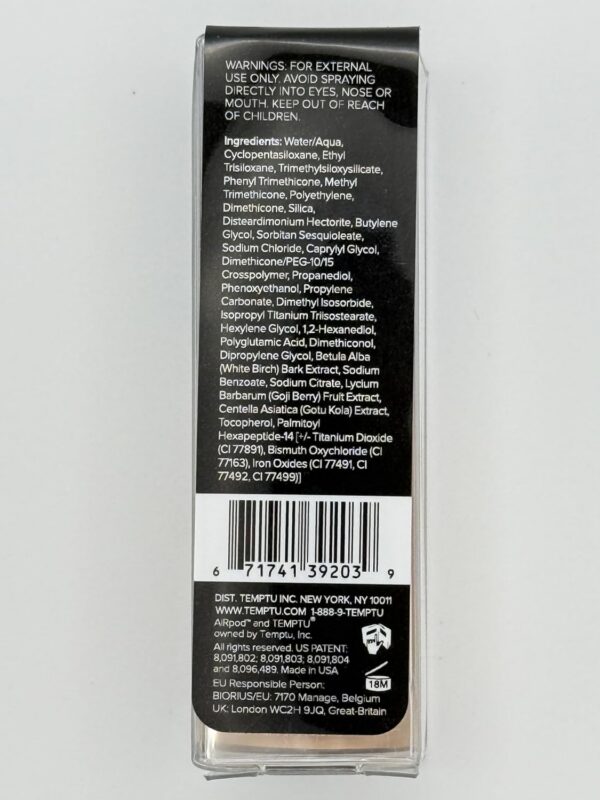 WARNINGS: FOR EXTERNAL
USE ONLY. AVOID SPRAYING
DIRECTLY INTO EYES, NOSE OR
MOUTH. KEEP OUT OF REACH
OF CHILDREN.
Ingredients: Water/Aqua,
Cyclopentasiloxane, Ethyl
Trisiloxane, Trimethylsiloxysilicate,
Phenyl Trimethicone, Methyl
Trimethicone, Polyethylene,
Dimethicone, Silica,
Disteardimonium Hectorite, Butylene
Glycol, Sorbitan Sesquioleate,
Sodium Chloride, Caprylyl Glycol,
Dimethicone/PEG-10/15
Crosspolymer, Propanediol,
Phenoxyethanol, Propylene
Carbonate, Dimethyl Isosorbide,
Isopropyl Titanium Triisostearate,
Hexylene Glycol, 1,2-Hexanediol,
Polyglutamic Acid, Dimethiconol,
Dipropylene Glycol, Betula Alba
(White Birch) Bark Extract, Sodium
Benzoate, Sodium Citrate, Lycium
Barbarum (Goji Berry) Fruit Extract,
Centella Asiatica (Gotu Kola) Extract,
Tocopherol, Palmitoyl
Hexapeptide-14 [+/- Titanium Dioxide
(CI 77891), Bismuth Oxychloride (CI
77163), Iron Oxides (CI 77491, CI
77492, CI 77499)]
6 71741 39203 9
DIST. TEMPTU INC. NEW YORK, NY 10011
WWW.TEMPTU.COM 1-888-9-TEMPTU
AiRpod™ and TEMPTU®
owned by Temptu, Inc.
All rights reserved. US PATENT:
8,091,802; 8,091,803; 8,091,804
and 8,096,489. Made in USA
EU Responsible Person:
BIORIUS/EU: 7170 Manage, Belgium
UK: London WC2H 9JQ, Great-Britain
18M